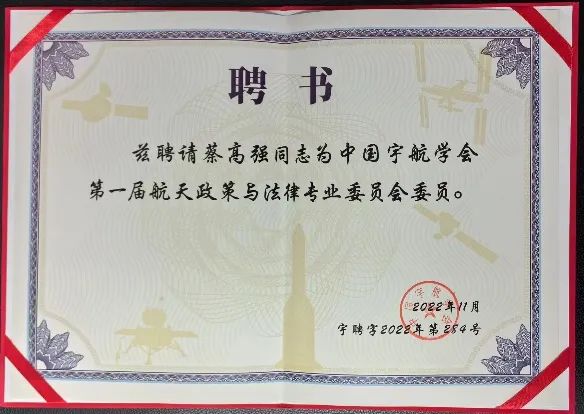 聘书
兹聘请蔡高强同志为中国宇航学会
第一届航天政策与法律专业委员会委员。
2022年11月
宇聘字2022年第284号